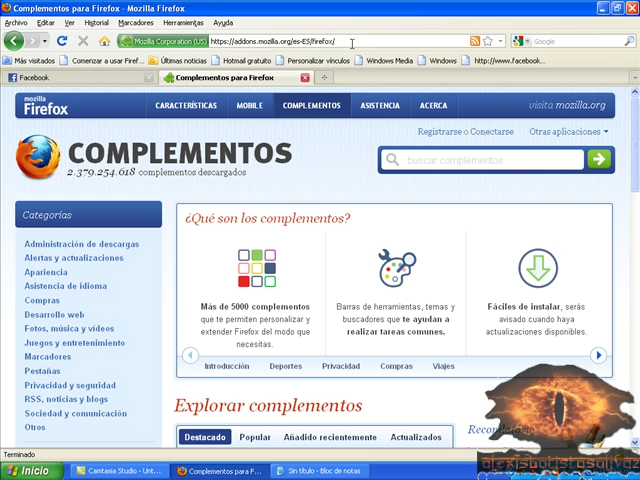 Complementos para Firefox - Mozilla Firefox
Archivo Editar Ver Historial Marcadores Herramientas Ayuda
Mozilla Corporation (US) https://addons.mozilla.org/es-ES/firefox/ Google
Más visitados Comenzar a usar Firef... Últimas noticias Hotmail gratuito Personalizar vínculos Windows Media Windows http://www.facebook...
Facebook Complementos para Firefox
mozilla
Firefox CARACTERÍSTICAS MOBILE COMPLEMENTOS ASISTENCIA ACERCA visita mozilla.org
Registrarse o Conectarse Otras aplicaciones
COMPLEMENTOS
2.379.254.618 complementos descargados
buscar complementos
Categorías
Administración de descargas
Alertas y actualizaciones
Apariencia
Asistencia de idioma
Compras
Desarrollo web
Fotos, música y vídeos
Juegos y entretenimiento
Marcadores
Pestañas
Privacidad y seguridad
RSS, noticias y blogs
Sociedad y comunicación
Otros
¿Qué son los complementos?
Más de 5000 complementos
que te permiten personalizar y
extender Firefox del modo que
necesitas.
Barras de herramientas, temas y
buscadores que te ayudan a
realizar tareas comunes.
Fáciles de instalar, serás
avisado cuando haya
actualizaciones disponibles.
Introducción Deportes Privacidad Compras Viajes
Explorar complementos
Destacado Popular Añadido recientemente Actualizados
Terminado
Inicio Camtasia Studio - Unt... Complementos para F... Sin título - Bloc de notas